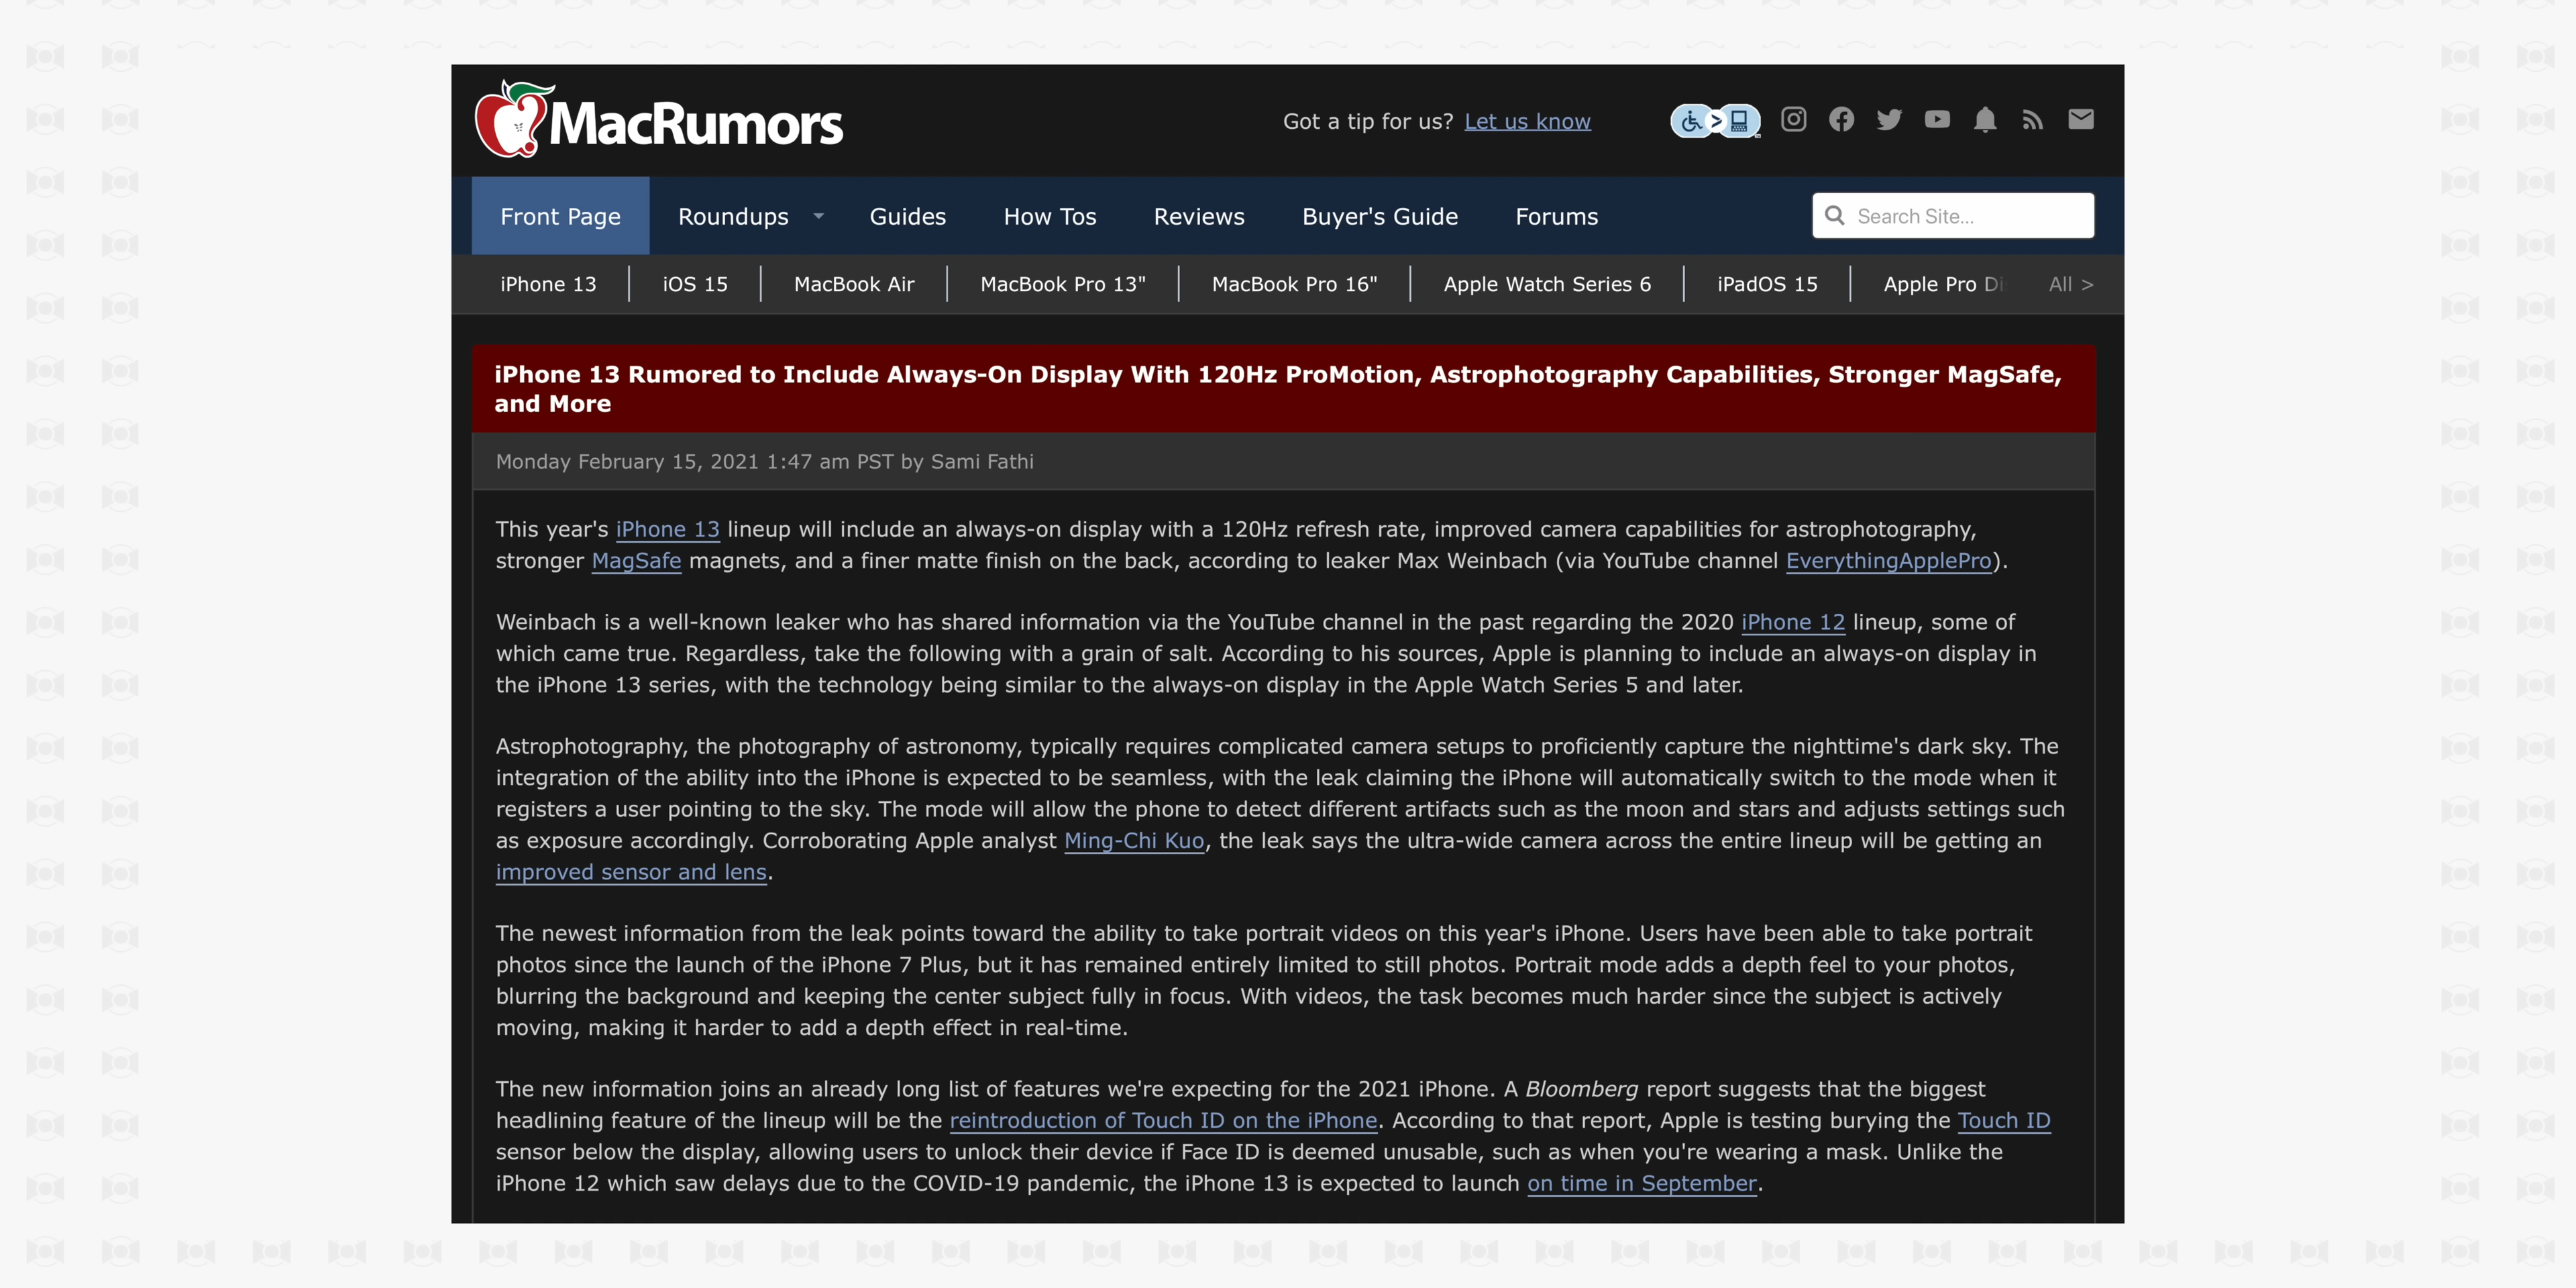 MacRumors
Got a tip for us? Let us know
Front Page
Roundups
Guides
How Tos
Reviews
Buyer's Guide
Forums
Search Site...
iPhone 13
iOS 15
MacBook Air
MacBook Pro 13"
MacBook Pro 16"
Apple Watch Series 6
iPadOS 15
Apple Pro Di
All >
iPhone 13 Rumored to Include Always-On Display With 120Hz ProMotion, Astrophotography Capabilities, Stronger MagSafe,
and More
Monday February 15, 2021 1:47 am PST by Sami Fathi
This year's iPhone 13 lineup will include an always-on display with a 120Hz refresh rate, improved camera capabilities for astrophotography,
stronger MagSafe magnets, and a finer matte finish on the back, according to leaker Max Weinbach (via YouTube channel EverythingApplePro).
Weinbach is a well-known leaker who has shared information via the YouTube channel in the past regarding the 2020 iPhone 12 lineup, some of
which came true. Regardless, take the following with a grain of salt. According to his sources, Apple is planning to include an always-on display in
the iPhone 13 series, with the technology being similar to the always-on display in the Apple Watch Series 5 and later.
Astrophotography, the photography of astronomy, typically requires complicated camera setups to proficiently capture the nighttime's dark sky. The
integration of the ability into the iPhone is expected to be seamless, with the leak claiming the iPhone will automatically switch to the mode when it
registers a user pointing to the sky. The mode will allow the phone to detect different artifacts such as the moon and stars and adjusts settings such
as exposure accordingly. Corroborating Apple analyst Ming-Chi Kuo, the leak says the ultra-wide camera across the entire lineup will be getting an
improved sensor and lens.
The newest information from the leak points toward the ability to take portrait videos on this year's iPhone. Users have been able to take portrait
photos since the launch of the iPhone 7 Plus, but it has remained entirely limited to still photos. Portrait mode adds a depth feel to your photos,
blurring the background and keeping the center subject fully in focus. With videos, the task becomes much harder since the subject is actively
moving, making it harder to add a depth effect in real-time.
The new information joins an already long list of features we're expecting for the 2021 iPhone. A Bloomberg report suggests that the biggest
headlining feature of the lineup will be the reintroduction of Touch ID on the iPhone. According to that report, Apple is testing burying the Touch ID
sensor below the display, allowing users to unlock their device if Face ID is deemed unusable, such as when you're wearing a mask. Unlike the
iPhone 12 which saw delays due to the COVID-19 pandemic, the iPhone 13 is expected to launch on time in September.